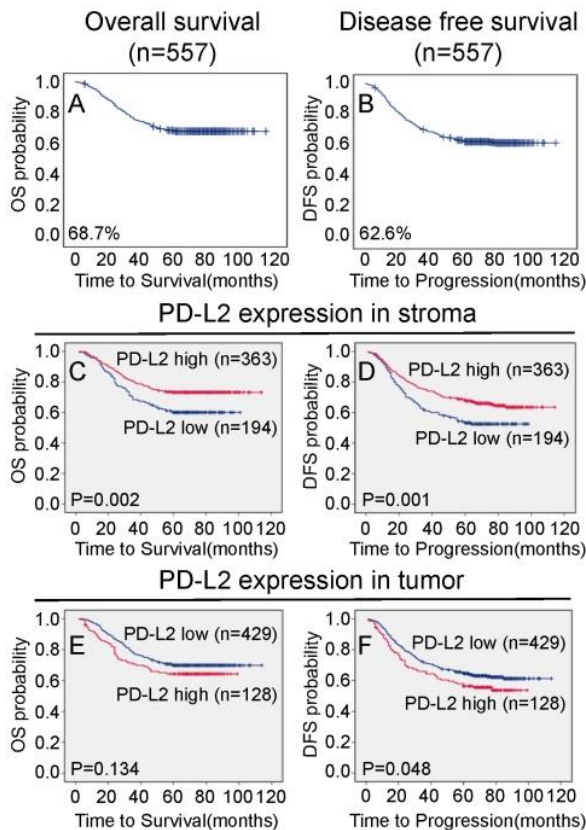 Overall survival
(n=557)
Disease free survival
(n=557)
A
OS probability
1.0
0.8
0.6
0.4
0.2
0.0
68.7%
0 20 40 60 80 100 120
Time to Survival(months)
B
DFS probability
1.0
0.8
0.6
0.4
0.2
0.0
62.6%
0 20 40 60 80 100 120
Time to Progression(months)
PD-L2 expression in stroma
C
OS probability
1.0
0.8
0.6
0.4
0.2
0.0
PD-L2 high (n=363)
PD-L2 low (n=194)
P=0.002
0 20 40 60 80 100 120
Time to Survival(months)
D
DFS probability
1.0
0.8
0.6
0.4
0.2
0.0
PD-L2 high (n=363)
PD-L2 low (n=194)
P=0.001
0 20 40 60 80 100 120
Time to Progression(months)
PD-L2 expression in tumor
E
OS probability
1.0
0.8
0.6
0.4
0.2
0.0
PD-L2 low (n=429)
PD-L2 high (n=128)
P=0.134
0 20 40 60 80 100 120
Time to Survival(months)
F
DFS probability
1.0
0.8
0.6
0.4
0.2
0.0
PD-L2 low (n=429)
PD-L2 high (n=128)
P=0.048
0 20 40 60 80 100 120
Time to Progression(months)